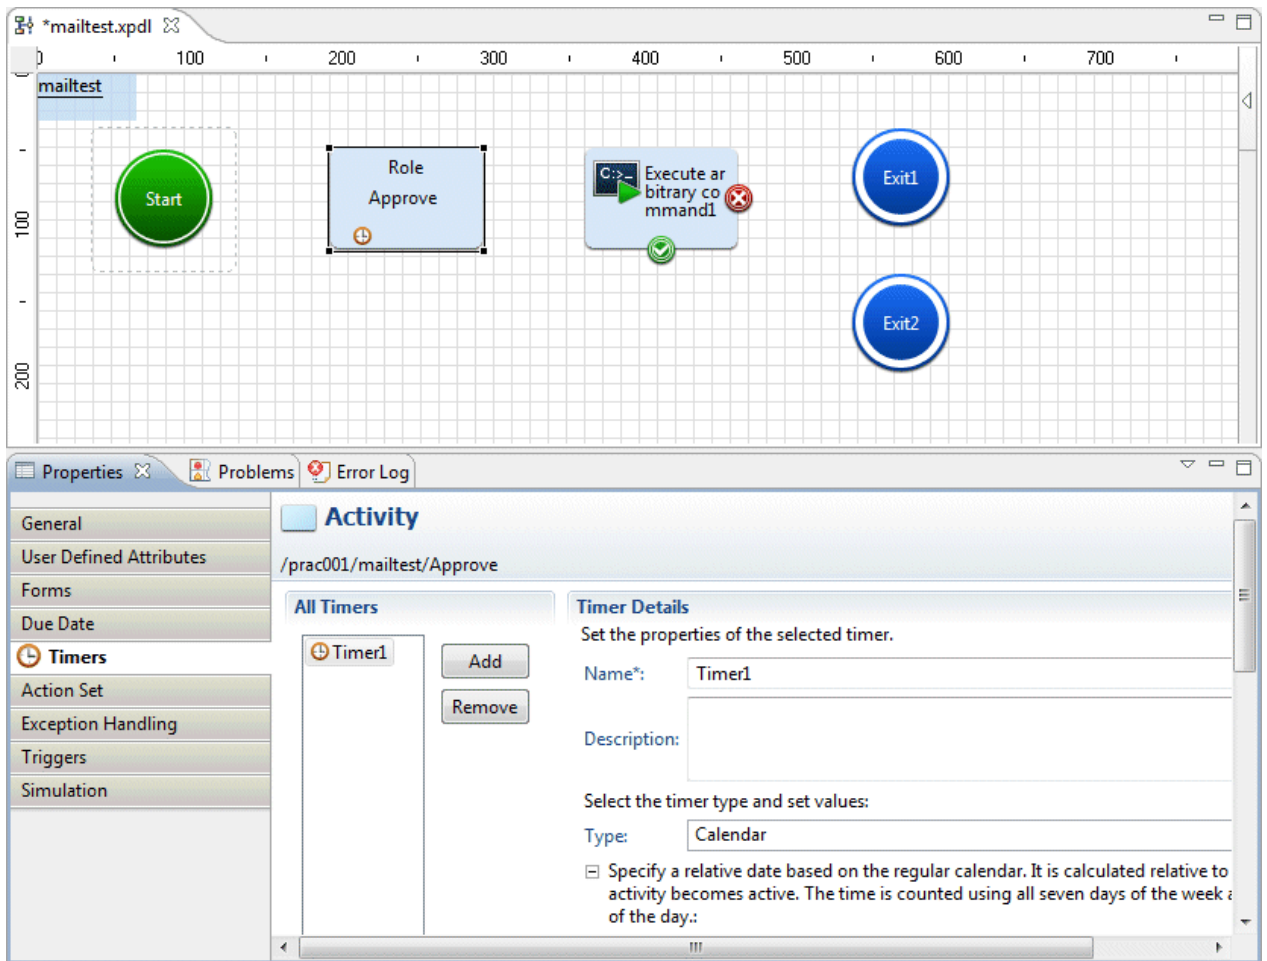 *mailtest.xpdl
0 100 200 300 400 500 600 700
0
100
200
mailtest
Start
Role
Approve
C:>_
Execute ar
bitrary co
mmand1
Exit1
Exit2
Properties Problems Error Log
General
User Defined Attributes
Forms
Due Date
Timers
Action Set
Exception Handling
Triggers
Simulation
Activity
/prac001/mailtest/Approve
All Timers
Timer1
Add
Remove
Timer Details
Set the properties of the selected timer.
Name*: Timer1
Description:
Select the timer type and set values:
Type: Calendar
Specify a relative date based on the regular calendar. It is calculated relative to
activity becomes active. The time is counted using all seven days of the week
of the day.: